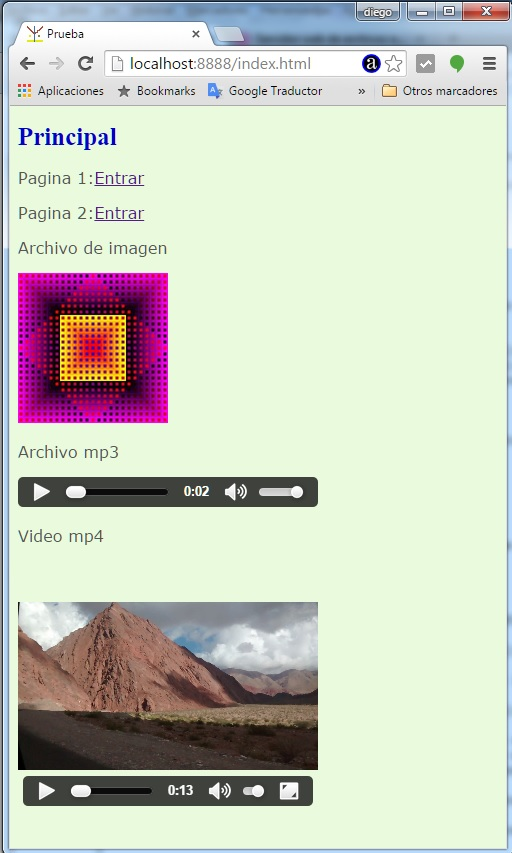 diego
Prueba
localhost:8888/index.html
a
Aplicaciones Bookmarks Google Traductor » Otros marcadores
Principal
Pagina 1:Entrar
Pagina 2:Entrar
Archivo de imagen
Archivo mp3
0:02
Video mp4
0:13